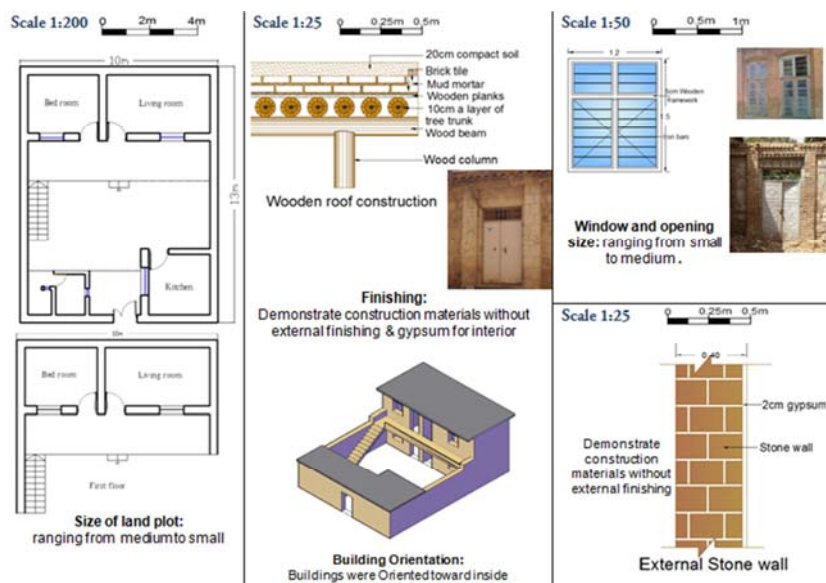 Scale 1:200
0 2m 4m
10m
Bed room
Living room
13m
Kitchen
10m
Bed room
Living room
First floor
Size of land plot:
ranging from medium to small
Scale 1:25
0 0.25m 0.5m
20cm compact soil
Brick tile
Mud mortar
Wooden planks
10cm a layer of
tree trunk
Wood beam
Wood column
Wooden roof construction
Finishing:
Demonstrate construction materials without
external finishing & gypsum for interior
Building Orientation:
Buildings were Oriented toward inside
Scale 1:50
0 0.5m 1m
1.2
5cm Wooden
framework
1.5
Iron bars
Window and opening
size: ranging from small
to medium .
Scale 1:25
0 0.25m 0.5m
0.40
2cm gypsum
Stone wall
Demonstrate
construction
materials without
external finishing
External Stone wall